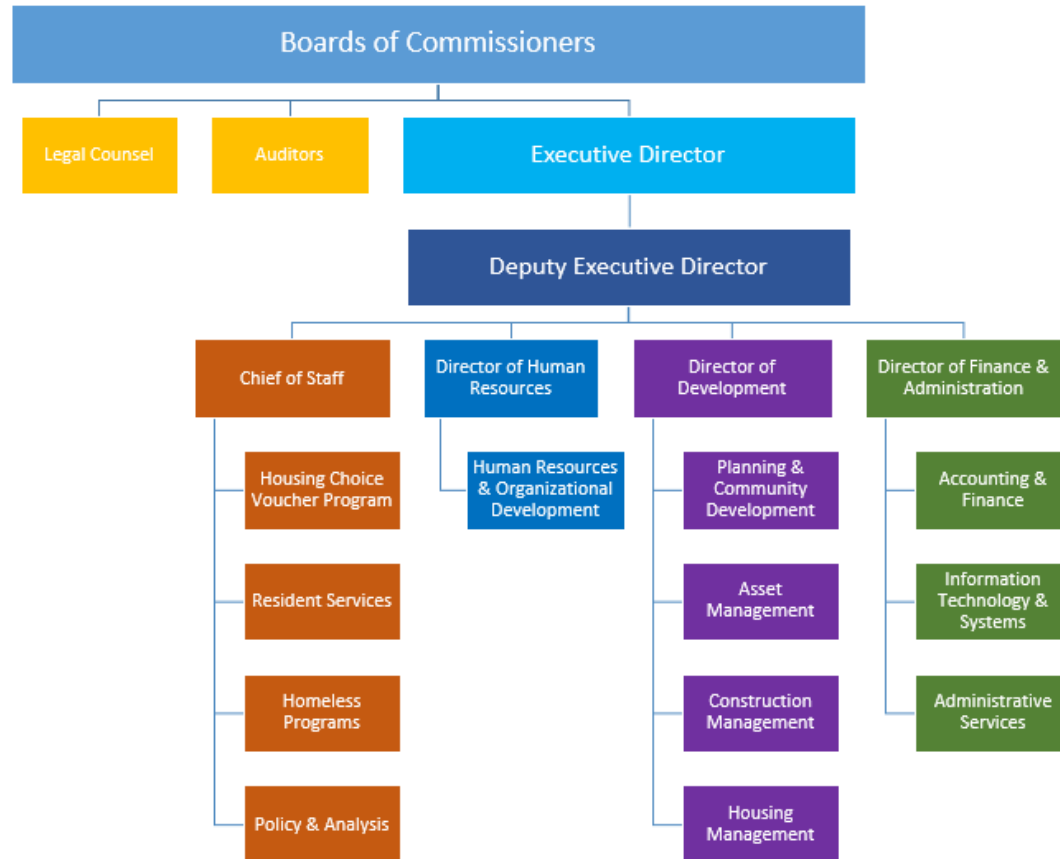 Boards of Commissioners
Legal Counsel
Auditors
Executive Director
Deputy Executive Director
Chief of Staff
Director of Human
Resources
Director of
Development
Director of Finance &
Administration
Housing Choice
Voucher Program
Human Resources
& Organizational
Development
Planning &
Community
Development
Accounting &
Finance
Resident Services
Asset
Management
Information
Technology &
Systems
Homeless
Programs
Construction
Management
Administrative
Services
Policy & Analysis
Housing
Management